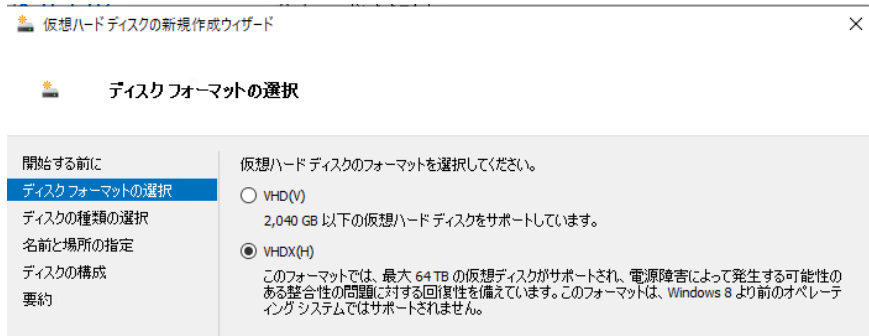 仮想ハード ディスクの新規作成ウィザード
ディスク フォーマットの選択
開始する前に
ディスク フォーマットの選択
ディスクの種類の選択
名前と場所の指定
ディスクの構成
要約
仮想ハード ディスクのフォーマットを選択してください。
VHD(V)
2,040 GB 以下の仮想ハード ディスクをサポートしています。
VHDX(H)
このフォーマットでは、最大 64 TB の仮想ディスクがサポートされ、電源障害によって発生する可能性の
ある整合性の問題に対する回復性を備えています。このフォーマットは、Windows 8 より前のオペレーテ
ィング システムではサポートされません。